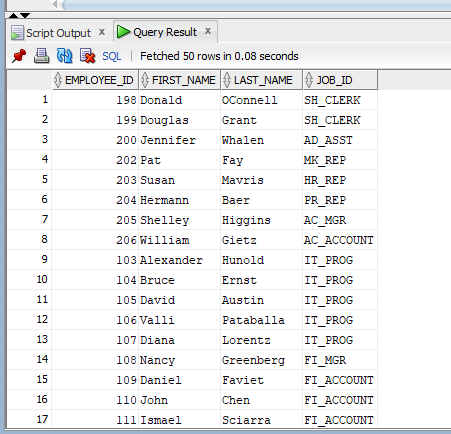 Script Output x Query Result x
SQL | Fetched 50 rows in 0.08 seconds
EMPLOYEE_ID FIRST_NAME LAST_NAME JOB_ID
1 198 Donald OConnell SH_CLERK
2 199 Douglas Grant SH_CLERK
3 200 Jennifer Whalen AD_ASST
4 202 Pat Fay MK_REP
5 203 Susan Mavris HR_REP
6 204 Hermann Baer PR_REP
7 205 Shelley Higgins AC_MGR
8 206 William Gietz AC_ACCOUNT
9 103 Alexander Hunold IT_PROG
10 104 Bruce Ernst IT_PROG
11 105 David Austin IT_PROG
12 106 Valli Pataballa IT_PROG
13 107 Diana Lorentz IT_PROG
14 108 Nancy Greenberg FI_MGR
15 109 Daniel Faviet FI_ACCOUNT
16 110 John Chen FI_ACCOUNT
17 111 Ismael Sciarra FI_ACCOUNT